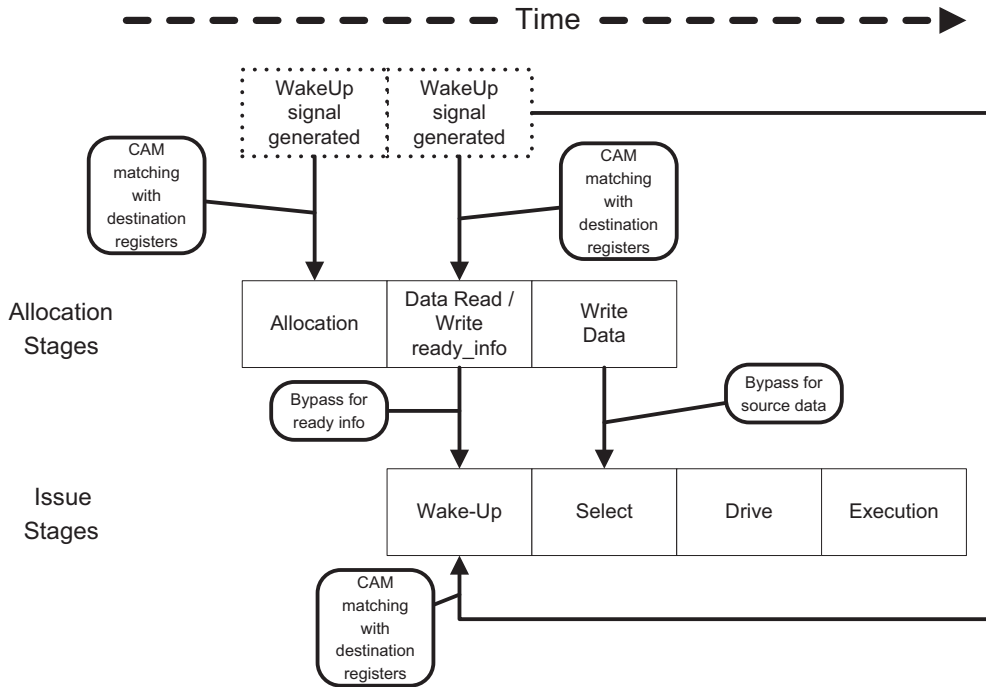 Time
WakeUp
signal
generated
WakeUp
signal
generated
CAM
matching
with
destination
registers
CAM
matching
with
destination
registers
Allocation
Stages
Allocation
Data Read /
Write
ready_info
Write
Data
Bypass for
ready info
Bypass for
source data
Issue
Stages
Wake-Up
Select
Drive
Execution
CAM
matching
with
destination
registers